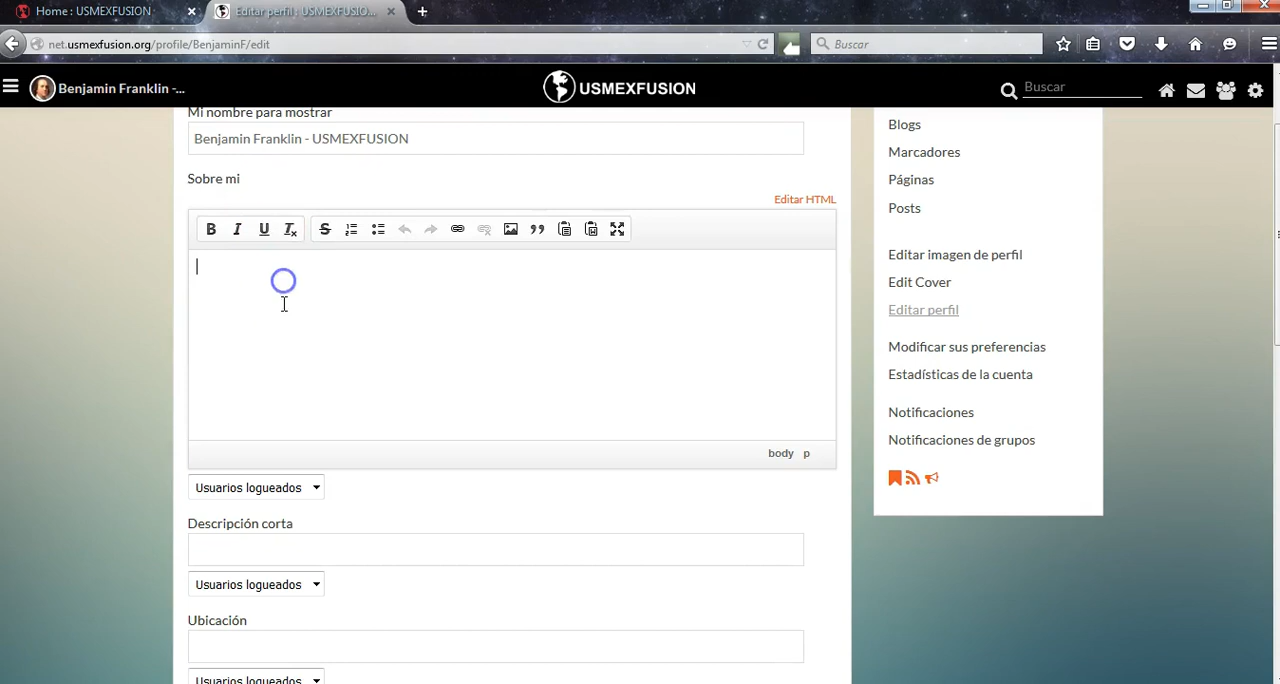 Home : USMEXFUSION
Editar perfil : USMEXFUSIO...
net.usmexfusion.org/profile/BenjaminF/edit
Buscar
Benjamin Franklin -...
USMEXFUSION
Buscar
Mi nombre para mostrar
Benjamin Franklin - USMEXFUSION
Sobre mi
Editar HTML
B I U Tx S
body p
Usuarios logueados
Descripción corta
Usuarios logueados
Ubicación
Usuarios logueados
Blogs
Marcadores
Páginas
Posts
Editar imagen de perfil
Edit Cover
Editar perfil
Modificar sus preferencias
Estadísticas de la cuenta
Notificaciones
Notificaciones de grupos